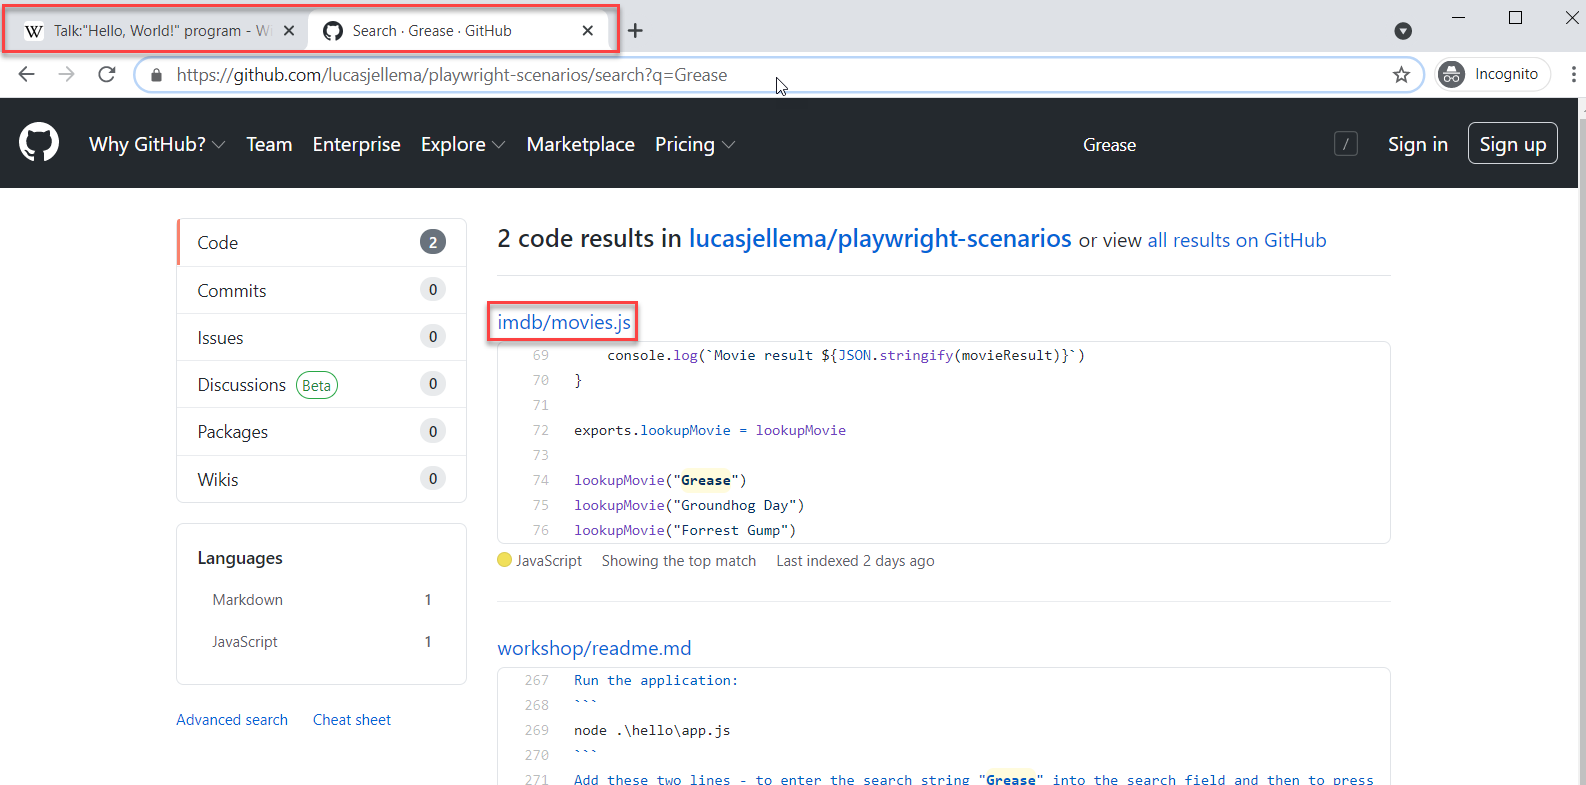 W Talk:"Hello, World!" program - Wi
Search · Grease · GitHub
https://github.com/lucasjellema/playwright-scenarios/search?q=Grease
Incognito
Why GitHub? Team Enterprise Explore Marketplace Pricing
Grease
/
Sign in
Sign up
Code 2
Commits 0
Issues 0
Discussions Beta 0
Packages 0
Wikis 0
Languages
Markdown 1
JavaScript 1
Advanced search Cheat sheet
2 code results in lucasjellema/playwright-scenarios or view all results on GitHub
imdb/movies.js
69 console.log(`Movie result ${JSON.stringify(movieResult)}`)
70 }
71
72 exports.lookupMovie = lookupMovie
73
74 lookupMovie("Grease")
75 lookupMovie("Groundhog Day")
76 lookupMovie("Forrest Gump")
JavaScript Showing the top match Last indexed 2 days ago
workshop/readme.md
267 Run the application:
268 ```
269 node .\hello\app.js
270 ```
271 Add these two lines - to enter the search string "Grease" into the search field and then to press